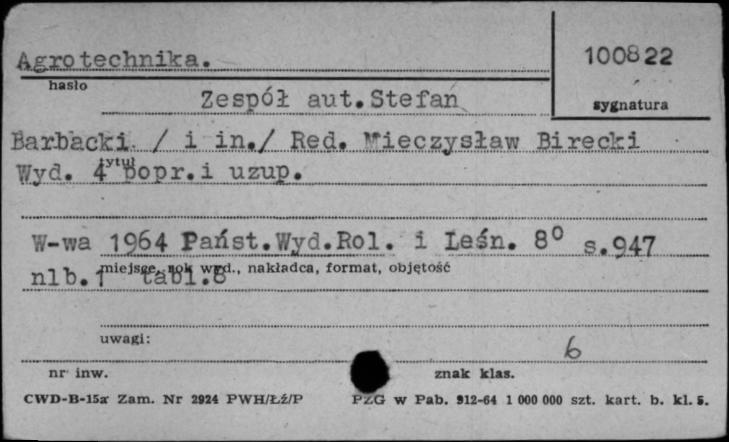 Agrotechnika.
100822
hasło
Zespół aut.Stefan
sygnatura
Barbacki / i in./ Red. Mieczysław Birecki
tytuł
Wyd. 4 popr.i uzup.
W-wa 1964 Państ.Wyd.Rol. i Leśn. 8° s.947
miejsce, rok wyd., nakładca, format, objętość
nlb.1 tabl.8
uwagi:
6
nr inw.
znak klas.
CWD-B-15a Zam. Nr 2924 PWH/Łź/P PZG w Pab. 912-64 1 000 000 szt. kart. b. kl. 5.